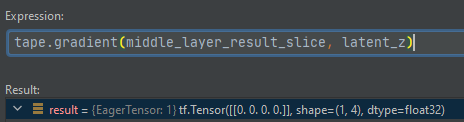 Expression:
tape.gradient(middle_layer_result_slice, latent_z)
Result:
result = {EagerTensor: 1} tf.Tensor([[0. 0. 0. 0.]], shape=(1, 4), dtype=float32)